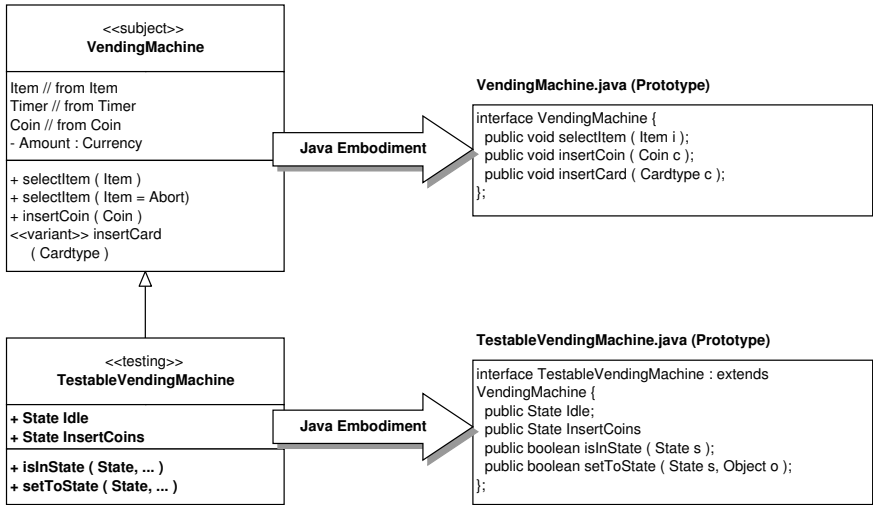 <<subject>>
VendingMachine
Item // from Item
Timer // from Timer
Coin // from Coin
- Amount : Currency
+ selectItem ( Item )
+ selectItem ( Item = Abort)
+ insertCoin ( Coin )
<<variant>> insertCard
( Cardtype )
Java Embodiment
VendingMachine.java (Prototype)
interface VendingMachine {
public void selectItem ( Item i );
public void insertCoin ( Coin c );
public void insertCard ( Cardtype c );
};
<<testing>>
TestableVendingMachine
+ State Idle
+ State InsertCoins
+ isInState ( State, ... )
+ setToState ( State, ... )
Java Embodiment
TestableVendingMachine.java (Prototype)
interface TestableVendingMachine : extends
VendingMachine {
public State Idle;
public State InsertCoins
public boolean isInState ( State s );
public boolean setToState ( State s, Object o );
};